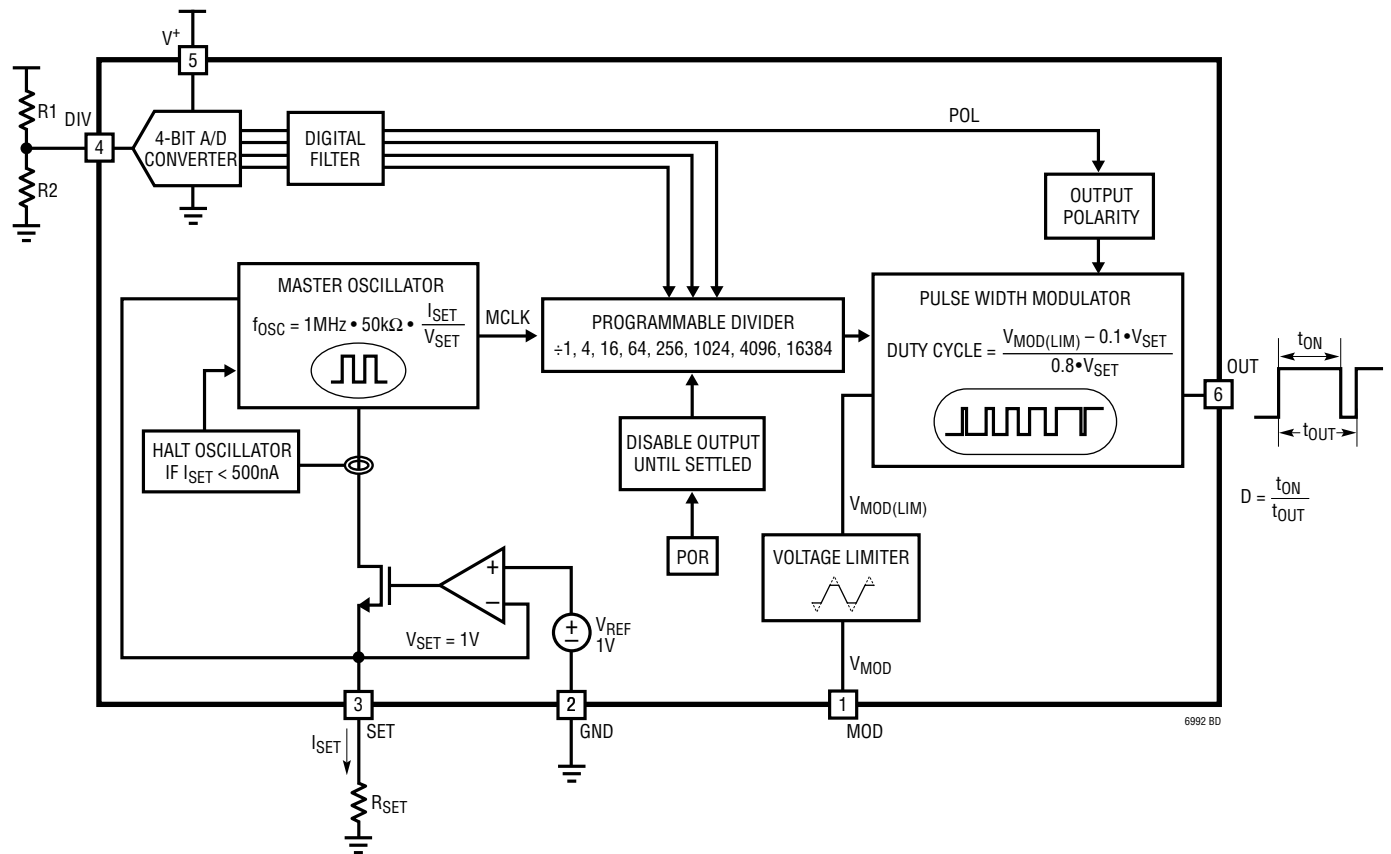 V+
5
R1
DIV
4
R2
4-BIT A/D
CONVERTER
DIGITAL
FILTER
POL
OUTPUT
POLARITY
MASTER OSCILLATOR
fOSC = 1MHz • 50kΩ • ISET
VSET
MCLK
PROGRAMMABLE DIVIDER
÷1, 4, 16, 64, 256, 1024, 4096, 16384
PULSE WIDTH MODULATOR
DUTY CYCLE = VMOD(LIM) – 0.1•VSET
0.8•VSET
OUT
6
tON
tOUT
D = tON
tOUT
HALT OSCILLATOR
IF ISET < 500nA
DISABLE OUTPUT
UNTIL SETTLED
POR
VMOD(LIM)
VOLTAGE LIMITER
VMOD
+
–
VSET = 1V
+
–
VREF
1V
3
SET
2
GND
1
MOD
6992 BD
ISET
RSET